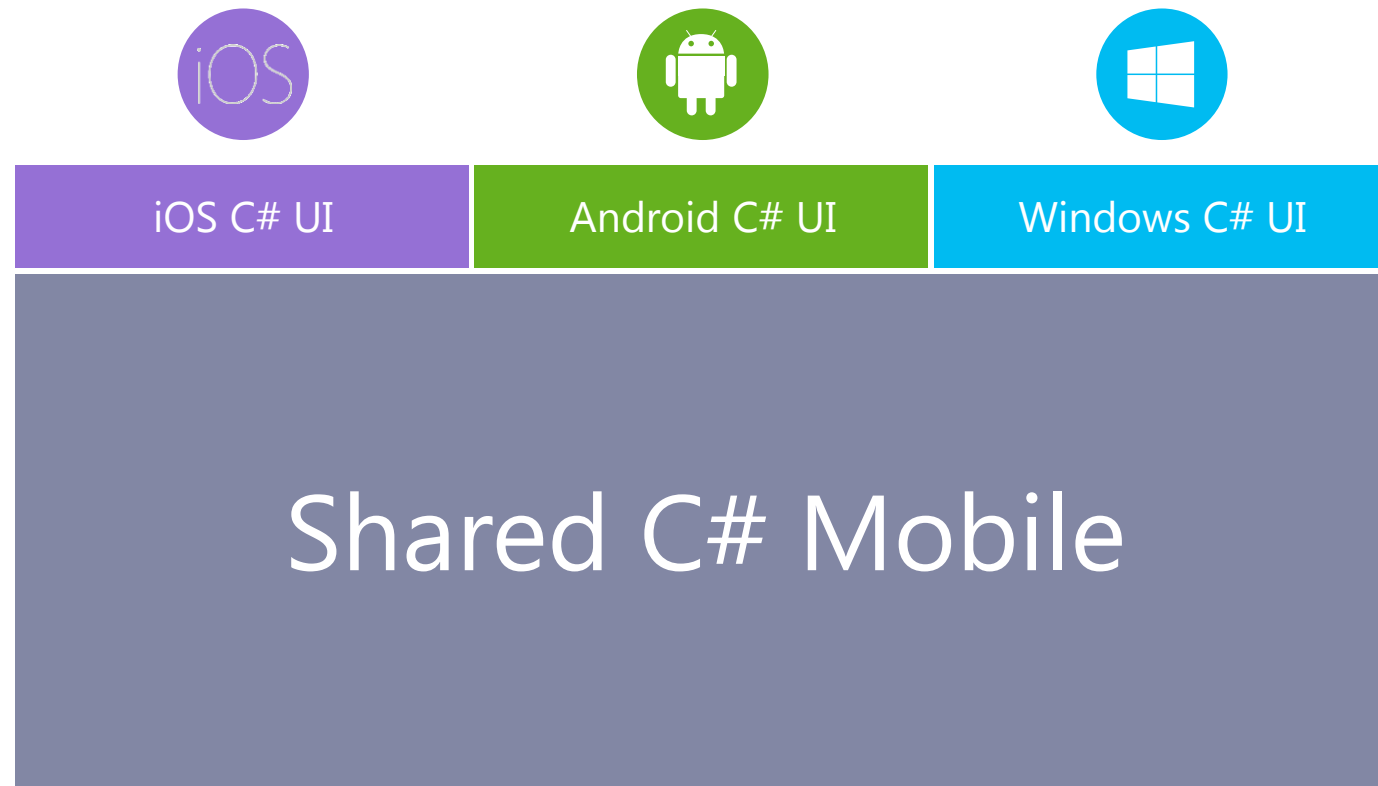 iOS
iOS C# UI
Android C# UI
Windows C# UI
Shared C# Mobile